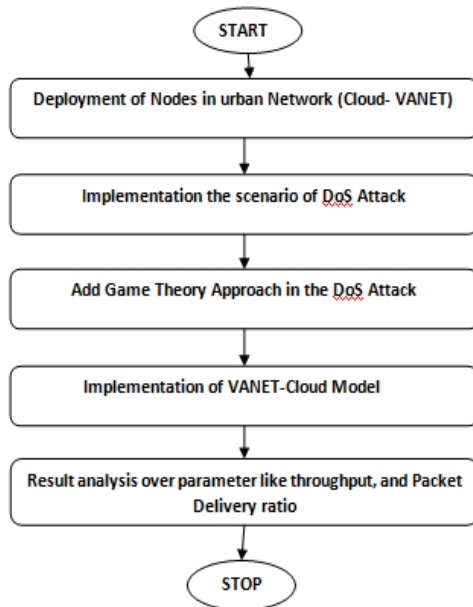 START
Deployment of Nodes in urban Network (Cloud- VANET)
Implementation the scenario of DoS Attack
Add Game Theory Approach in the DoS Attack
Implementation of VANET-Cloud Model
Result analysis over parameter like throughput, and Packet
Delivery ratio
STOP